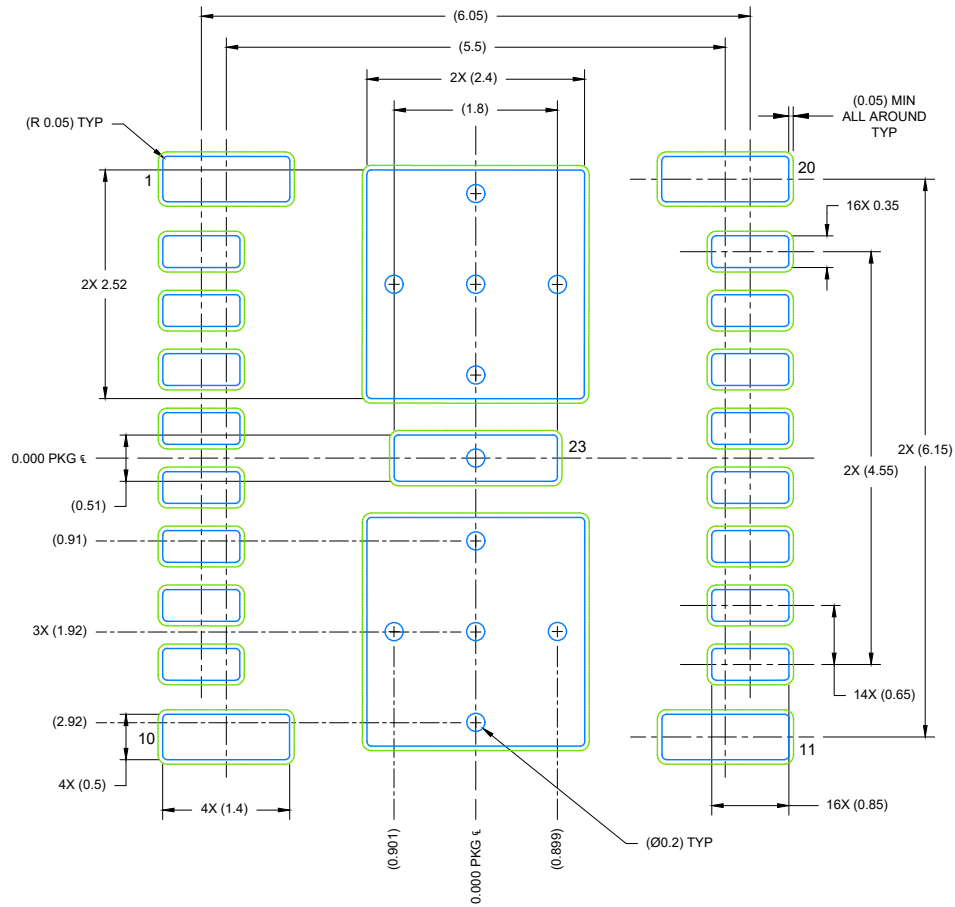 (6.05)
(5.5)
2X (2.4)
(1.8)
(0.05) MIN
ALL AROUND
TYP
(R 0.05) TYP
1
20
16X 0.35
2X 2.52
23
0.000 PKG ℄
2X (6.15)
2X (4.55)
(0.51)
(0.91)
3X (1.92)
14X (0.65)
(2.92)
10
11
4X (0.5)
4X (1.4)
16X (0.85)
(Ø0.2) TYP
(0.901)
0.000 PKG ℄
(0.899)